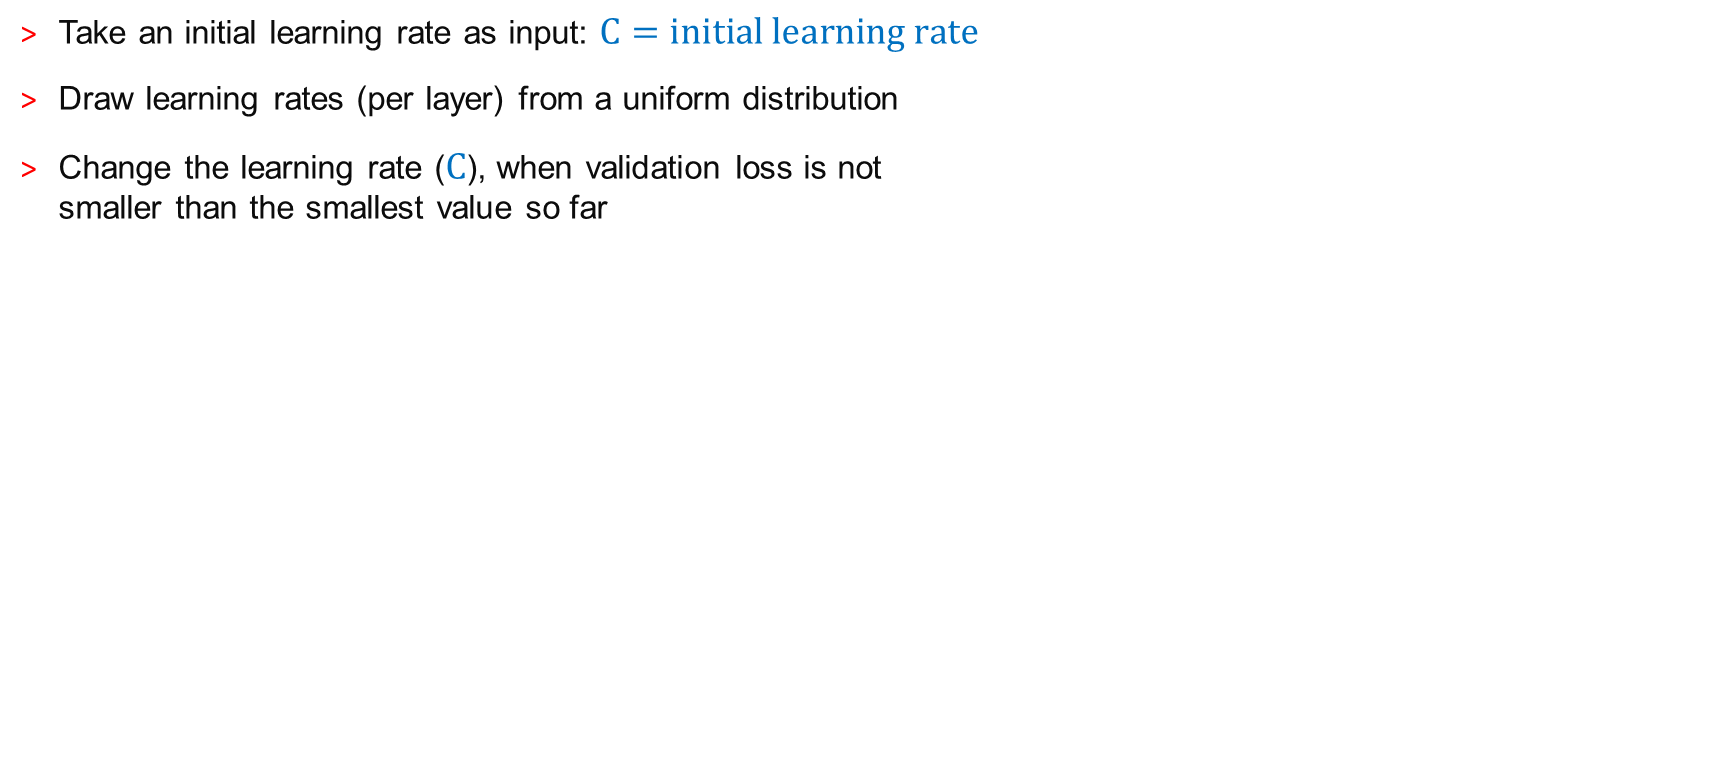 > Take an initial learning rate as input: C = initial learning rate
> Draw learning rates (per layer) from a uniform distribution
> Change the learning rate (C), when validation loss is not
smaller than the smallest value so far